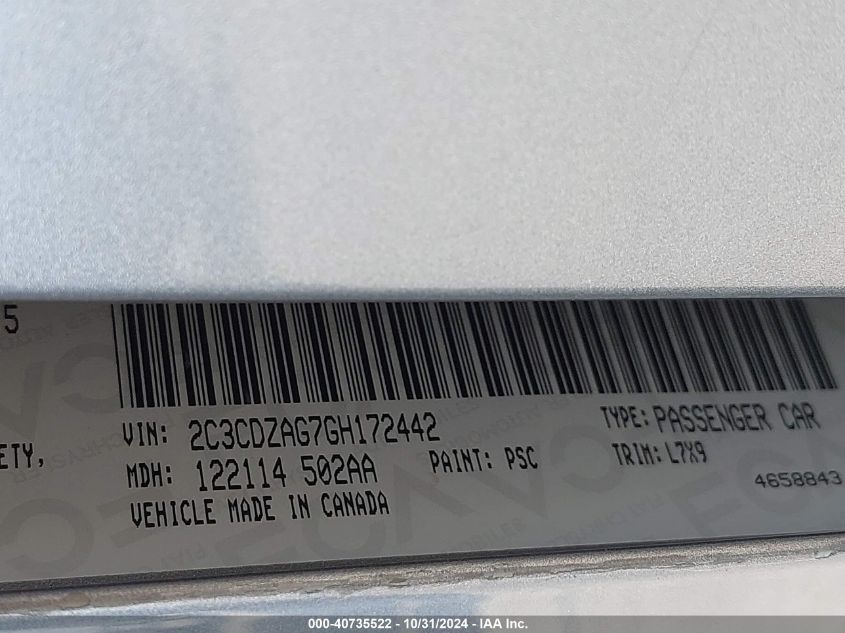 5
ETY,
VIN: 2C3CDZAG7GH172442 TYPE: PASSENGER CAR
MDH: 122114 502AA PAINT: PSC TRIM: L7X9
VEHICLE MADE IN CANADA 4658843
000-40735522 - 10/31/2024 - IAA Inc.